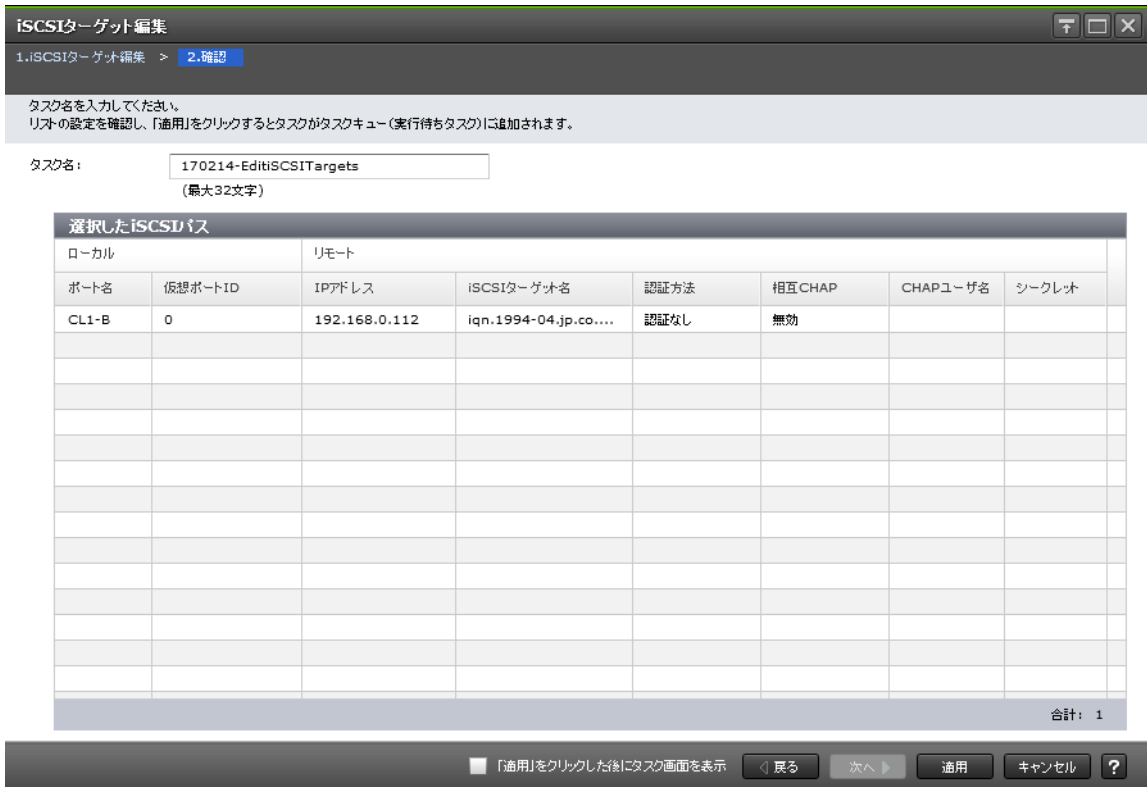 iSCSIターゲット編集
1.iSCSIターゲット編集 > 2.確認
タスク名を入力してください。
リストの設定を確認し、「適用」をクリックするとタスクがタスクキュー(実行待ちタスク)に追加されます。
タスク名: 170214-EditiSCSITargets
(最大32文字)
選択したiSCSIパス
ローカル リモート
ポート名 仮想ポートID IPアドレス iSCSIターゲット名 認証方法 相互CHAP CHAPユーザ名 シークレット
CL1-B 0 192.168.0.112 iqn.1994-04.jp.co.... 認証なし 無効
合計: 1
「適用」をクリックした後にタスク画面を表示 戻る 次へ 適用 キャンセル ?